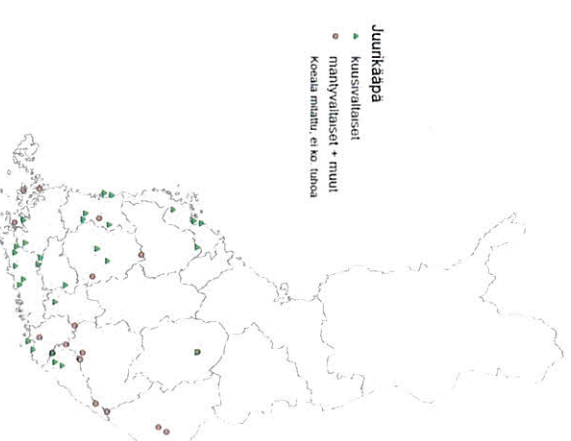 Juurikääpä
kuusivaltaiset
mäntyvaltaiset + muut
Koeala mitattu, ei ko. tuhoa